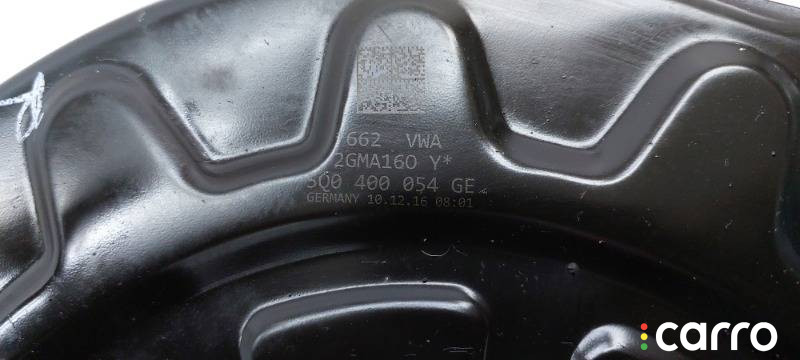 662 VWA
2GMA160 Y*
5Q0 400 054 GE
GERMANY 10.12.16 08:01
carro